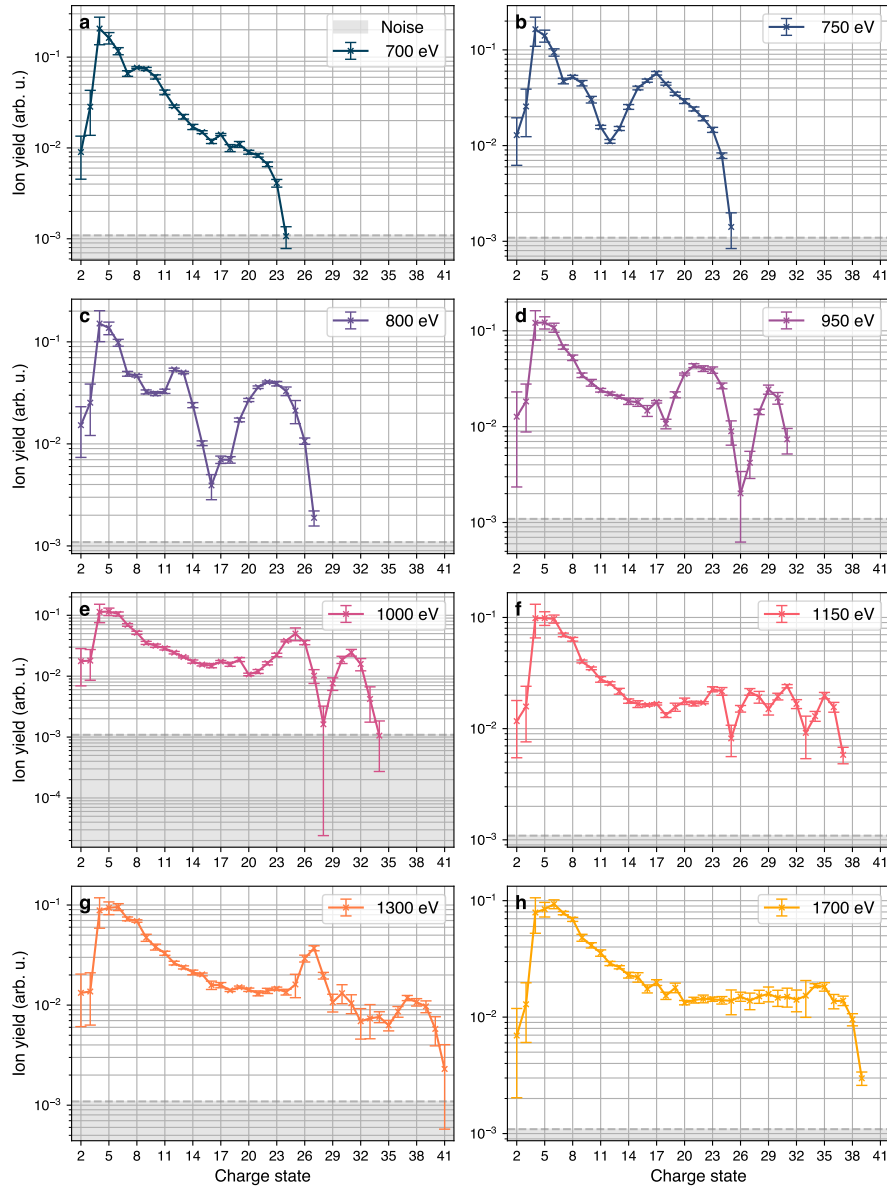 a
Noise
700 eV
Ion yield (arb. u.)
10⁻¹
10⁻²
10⁻³
2 5 8 11 14 17 20 23 26 29 32 35 38 41
b
750 eV
10⁻¹
10⁻²
10⁻³
2 5 8 11 14 17 20 23 26 29 32 35 38 41
c
800 eV
Ion yield (arb. u.)
10⁻¹
10⁻²
10⁻³
2 5 8 11 14 17 20 23 26 29 32 35 38 41
d
950 eV
10⁻¹
10⁻²
10⁻³
2 5 8 11 14 17 20 23 26 29 32 35 38 41
e
1000 eV
Ion yield (arb. u.)
10⁻¹
10⁻²
10⁻³
10⁻⁴
2 5 8 11 14 17 20 23 26 29 32 35 38 41
f
1150 eV
10⁻¹
10⁻²
10⁻³
2 5 8 11 14 17 20 23 26 29 32 35 38 41
g
1300 eV
Ion yield (arb. u.)
10⁻¹
10⁻²
10⁻³
2 5 8 11 14 17 20 23 26 29 32 35 38 41
Charge state
h
1700 eV
10⁻¹
10⁻²
10⁻³
2 5 8 11 14 17 20 23 26 29 32 35 38 41
Charge state